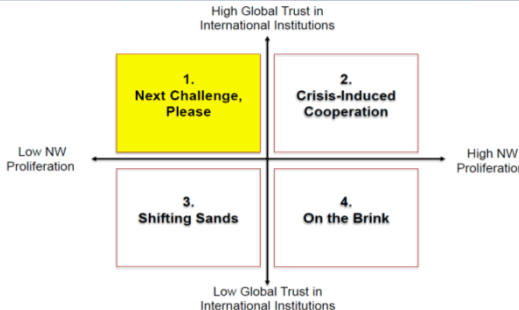 High Global Trust in
International Institutions
1.
Next Challenge,
Please
2.
Crisis-Induced
Cooperation
Low NW
Proliferation
High NW
Proliferation
3.
Shifting Sands
4.
On the Brink
Low Global Trust in
International Institutions